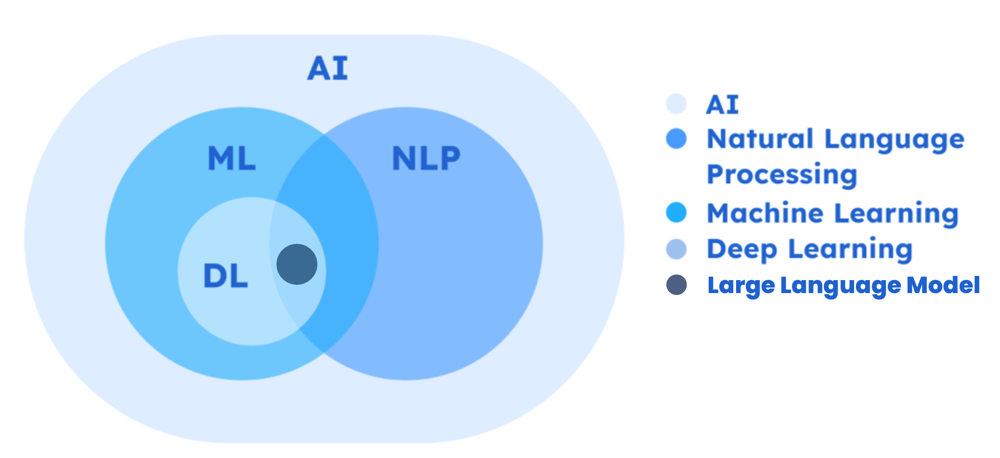 AI
ML
NLP
DL
AI
Natural Language
Processing
Machine Learning
Deep Learning
Large Language Model